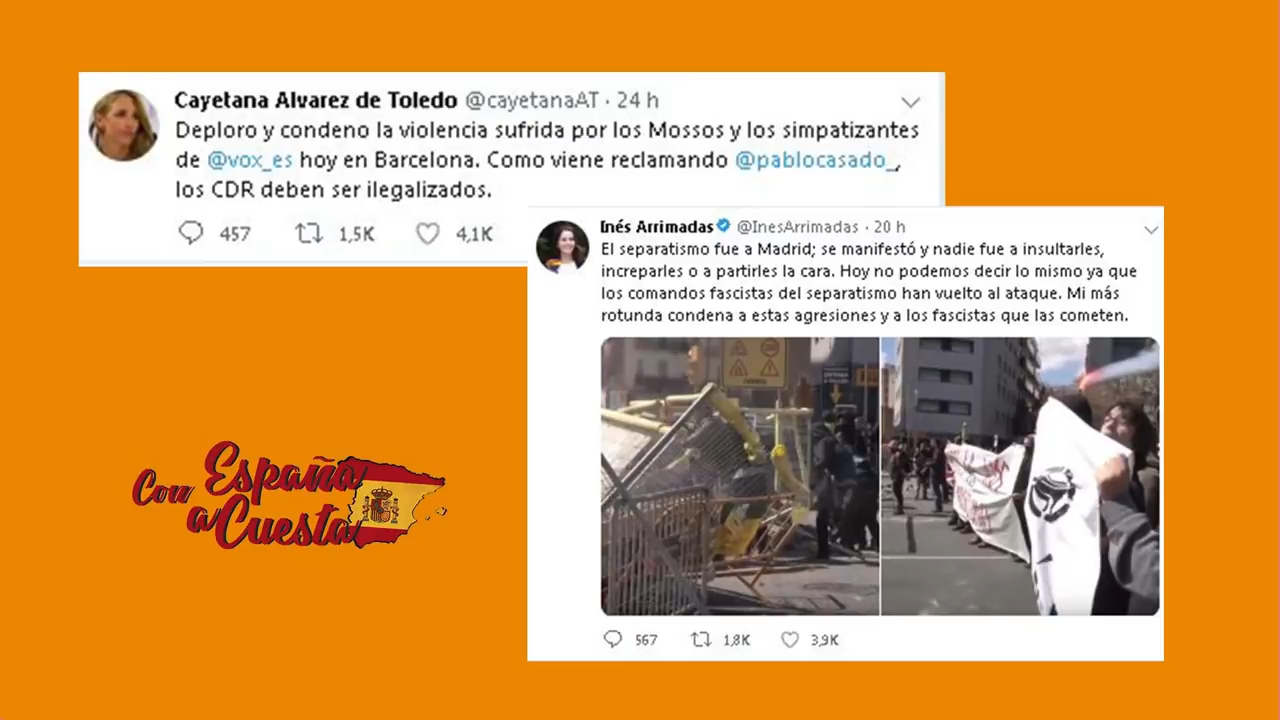 Cayetana Alvarez de Toledo @cayetanaAT · 24 h
Deploro y condeno la violencia sufrida por los Mossos y los simpatizantes
de @vox_es hoy en Barcelona. Como viene reclamando @pablocasado_,
los CDR deben ser ilegalizados.
457 1,5K 4,1K
Inés Arrimadas @InesArrimadas · 20 h
El separatismo fue a Madrid; se manifestó y nadie fue a insultarles,
increparles o a partirles la cara. Hoy no podemos decir lo mismo ya que
los comandos fascistas del separatismo han vuelto al ataque. Mi más
rotunda condena a estas agresiones y a los fascistas que las cometen.
567 1,8K 3,9K
Con España
a Cuesta